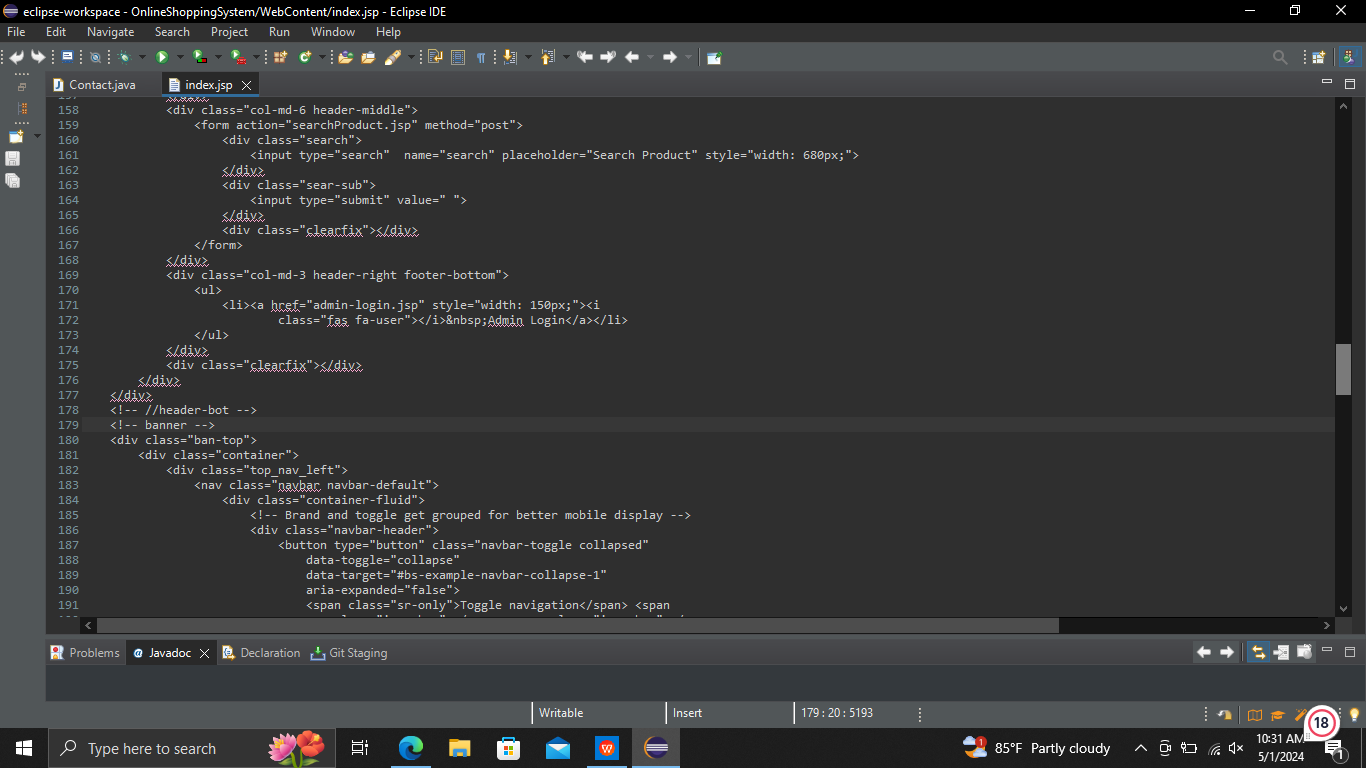 eclipse-workspace - OnlineShoppingSystem/WebContent/index.jsp - Eclipse IDE
File Edit Navigate Search Project Run Window Help
Contact.java index.jsp
158 <div class="col-md-6 header-middle">
159 <form action="searchProduct.jsp" method="post">
160 <div class="search">
161 <input type="search"  name="search" placeholder="Search Product" style="width: 680px;">
162 </div>
163 <div class="sear-sub">
164 <input type="submit" value=" ">
165 </div>
166 <div class="clearfix"></div>
167 </form>
168 </div>
169 <div class="col-md-3 header-right footer-bottom">
170 <ul>
171 <li><a href="admin-login.jsp" style="width: 150px;"><i
172 class="fas fa-user"></i>&nbsp;Admin Login</a></li>
173 </ul>
174 </div>
175 <div class="clearfix"></div>
176 </div>
177 </div>
178 <!-- //header-bot -->
179 <!-- banner -->
180 <div class="ban-top">
181 <div class="container">
182 <div class="top_nav_left">
183 <nav class="navbar navbar-default">
184 <div class="container-fluid">
185 <!-- Brand and toggle get grouped for better mobile display -->
186 <div class="navbar-header">
187 <button type="button" class="navbar-toggle collapsed"
188 data-toggle="collapse"
189 data-target="#bs-example-navbar-collapse-1"
190 aria-expanded="false">
191 <span class="sr-only">Toggle navigation</span> <span
Problems Javadoc Declaration Git Staging
Writable Insert 179 : 20 : 5193
18
Type here to search
1
85°F Partly cloudy
10:31 AM
5/1/2024
1